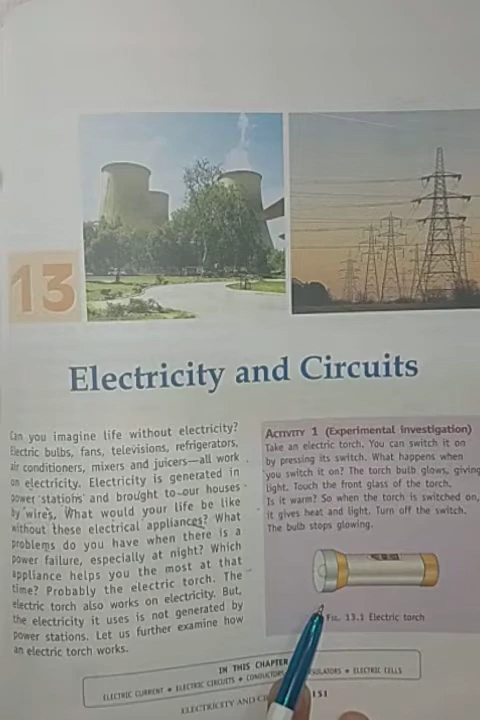 13
Electricity and Circuits
Can you imagine life without electricity?
Electric bulbs, fans, televisions, refrigerators,
air conditioners, mixers and juicers—all work
on electricity. Electricity is generated in
power stations and brought to our houses
by wires. What would your life be like
without these electrical appliances? What
problems do you have when there is a
power failure, especially at night? Which
appliance helps you the most at that
time? Probably the electric torch. The
electric torch also works on electricity. But,
the electricity it uses is not generated by
power stations. Let us further examine how
an electric torch works.
ACTIVITY 1 (Experimental investigation)
Take an electric torch. You can switch it on
by pressing its switch. What happens when
you switch it on? The torch bulb glows, giving
light. Touch the front glass of the torch.
Is it warm? So when the torch is switched on,
it gives heat and light. Turn off the switch.
The bulb stops glowing.
FIG. 13.1 Electric torch
IN THIS CHAPTER
ELECTRIC CURRENT • ELECTRIC CIRCUITS • • ELECTRIC CELLS
ELECTRICITY AND 151